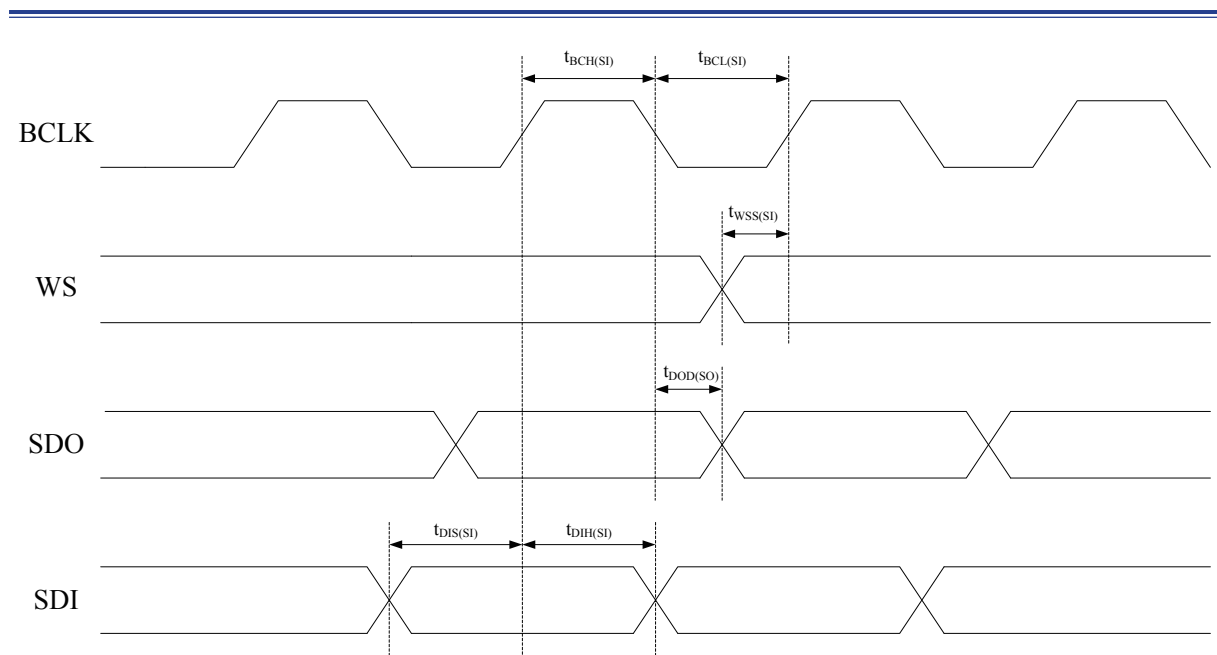 tBCH(SI) tBCL(SI)
BCLK
tWSS(SI)
WS
tDOD(SO)
SDO
tDIS(SI) tDIH(SI)
SDI